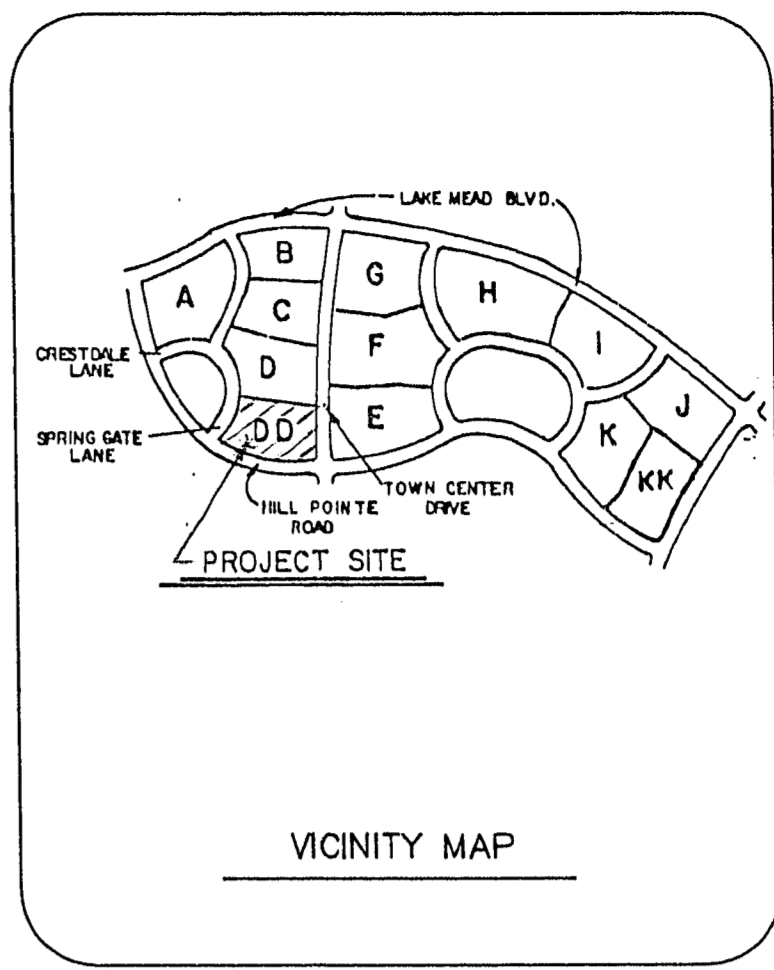 LAKE MEAD BLVD.
B
G
H
A
C
I
F
CRESTDALE
LANE
D
J
E
K
DD
SPRING GATE
LANE
KK
TOWN CENTER
DRIVE
HILL POINTE
ROAD
PROJECT SITE
VICINITY MAP